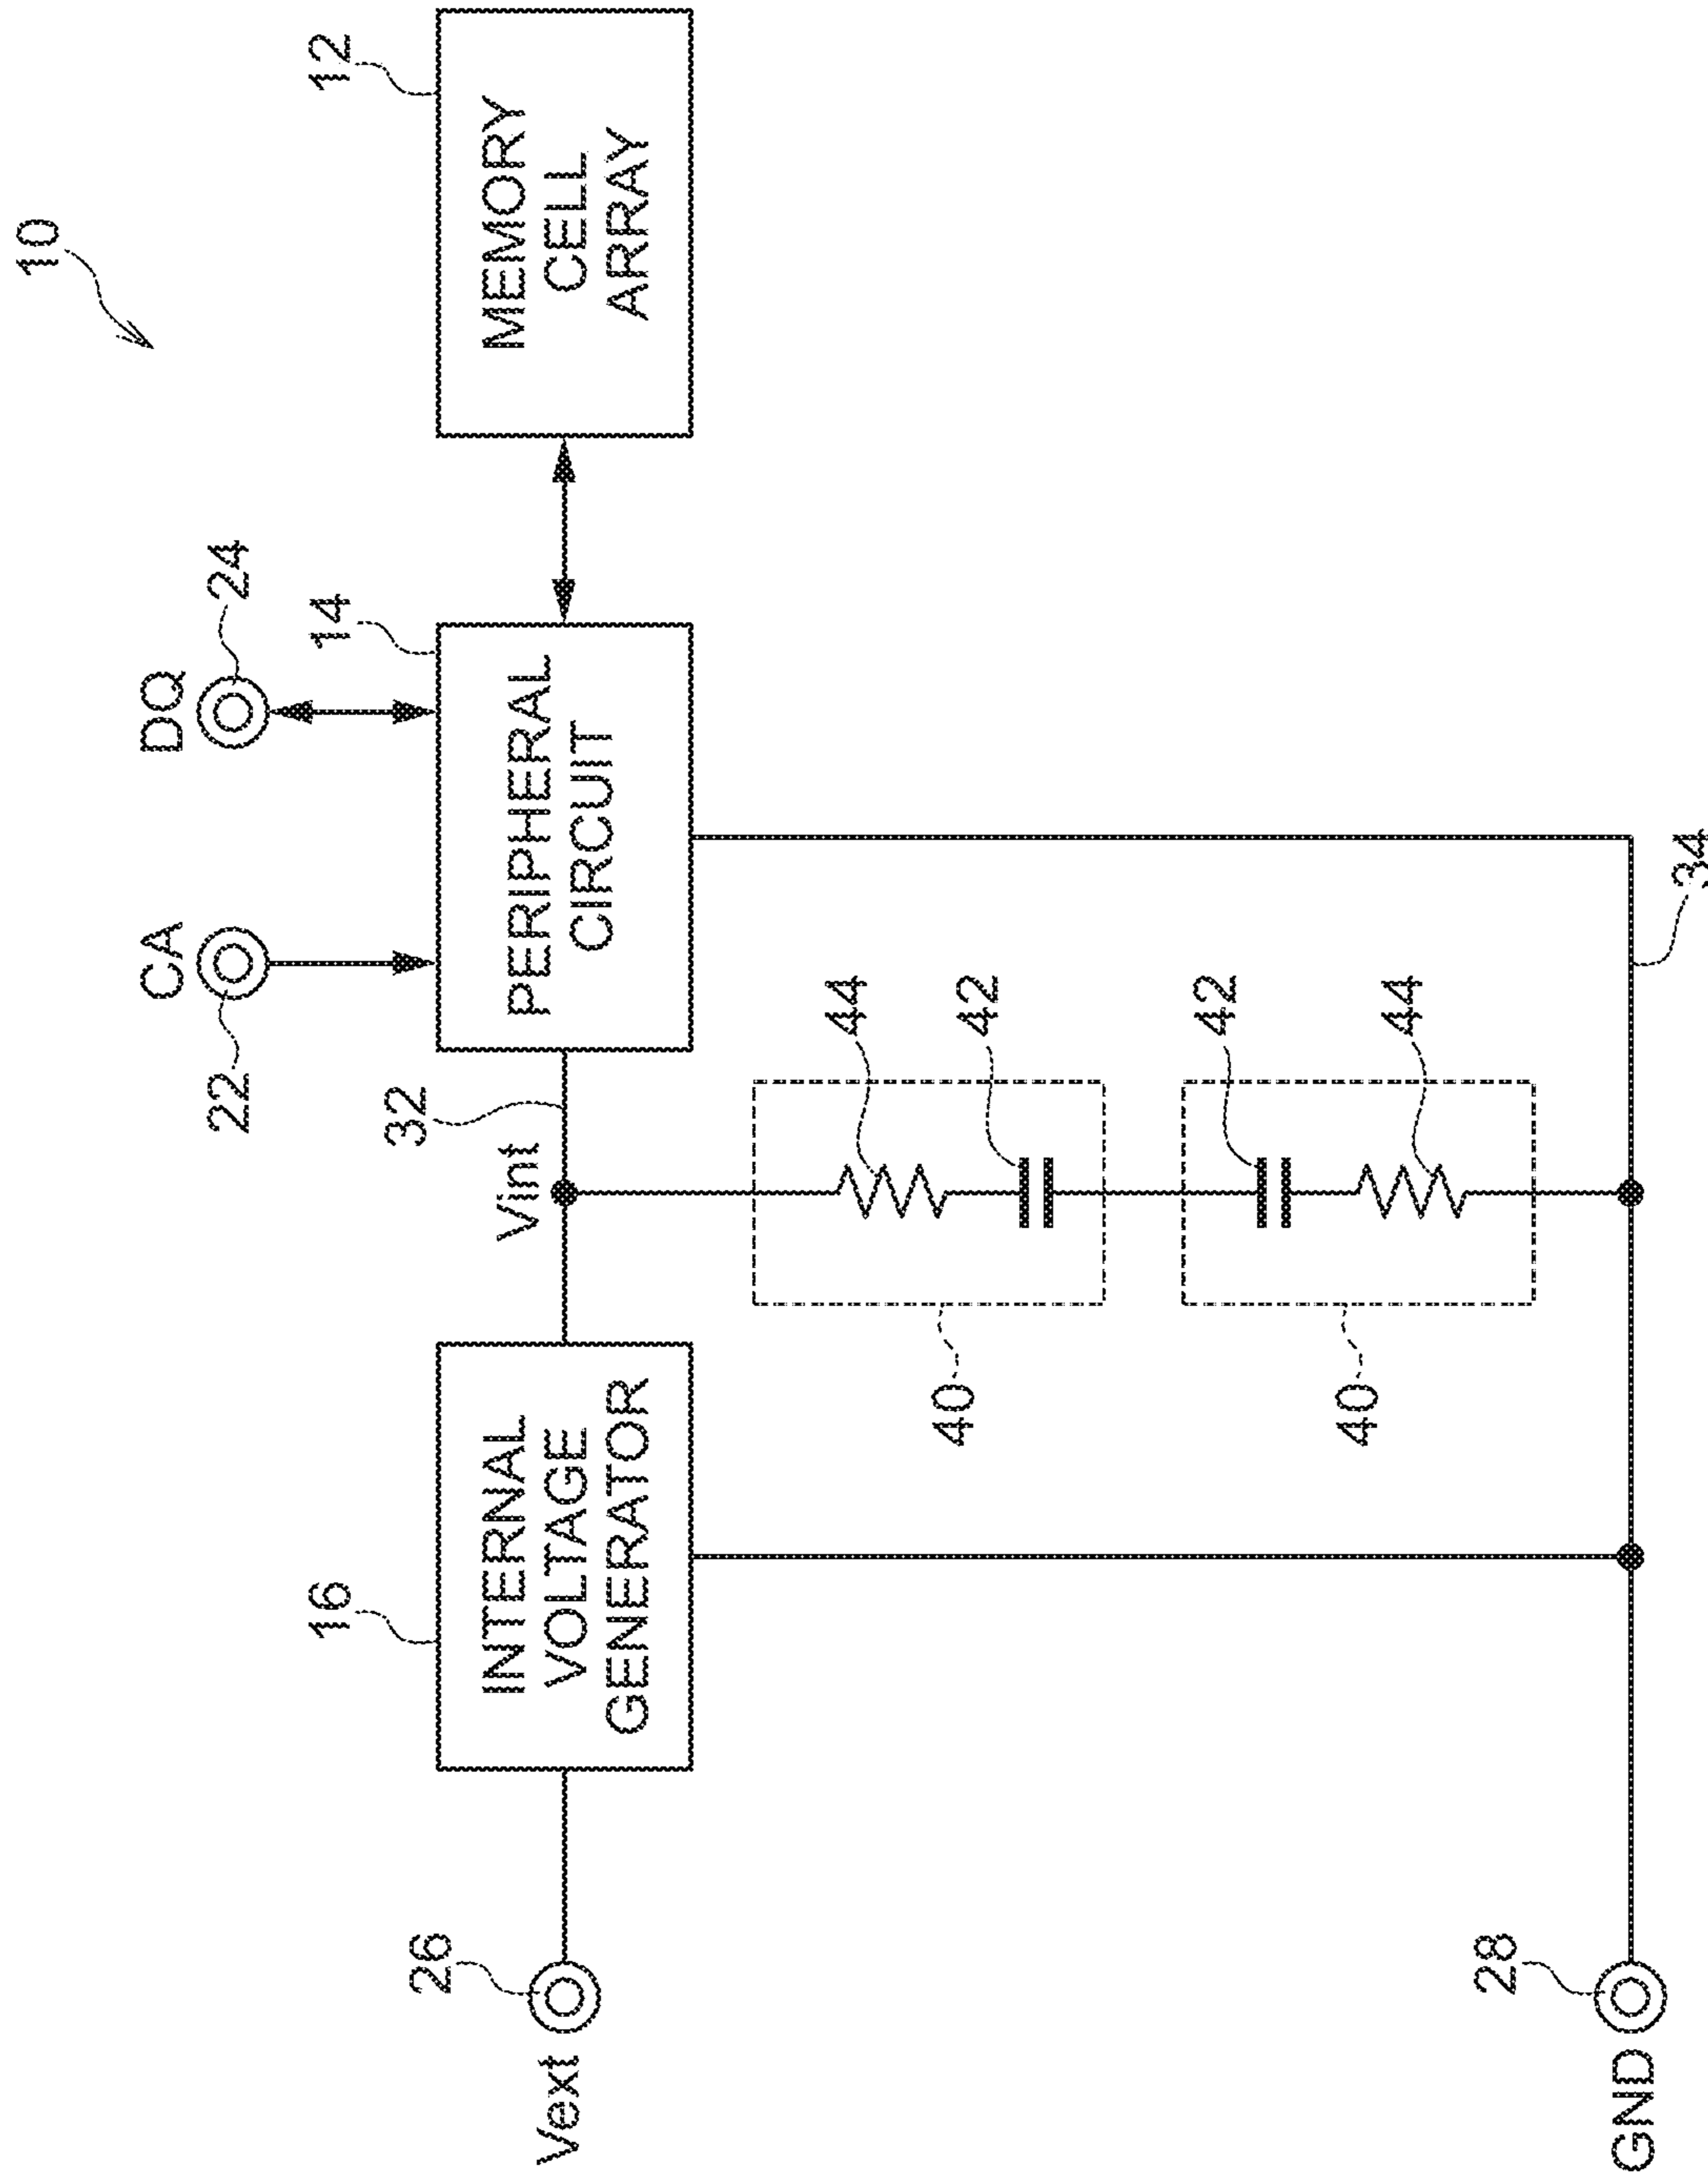 10
DQ
24
CA
22
12
MEMORY
CELL
ARRAY
14
PERIPHERAL
CIRCUIT
32
Vint
16
INTERNAL
VOLTAGE
GENERATOR
26
Vext
44
42
40
42
44
40
34
28
GND